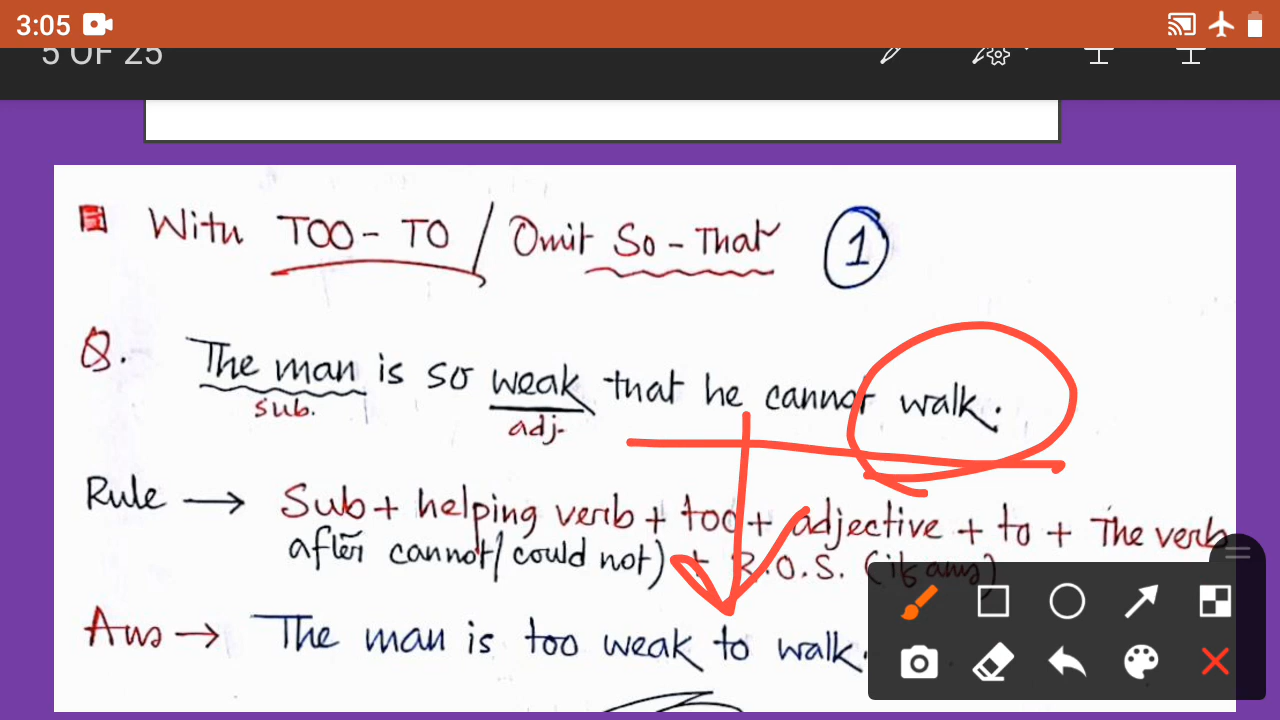 3:05
5 OF 25
With TOO - TO / Omit So - That 1
Q. The man is so weak that he cannot walk.
sub. adj.
Rule → Sub + helping verb + too + adjective + to + The verb
after cannot/could not) + R.O.S. (if any)
Ans → The man is too weak to walk.